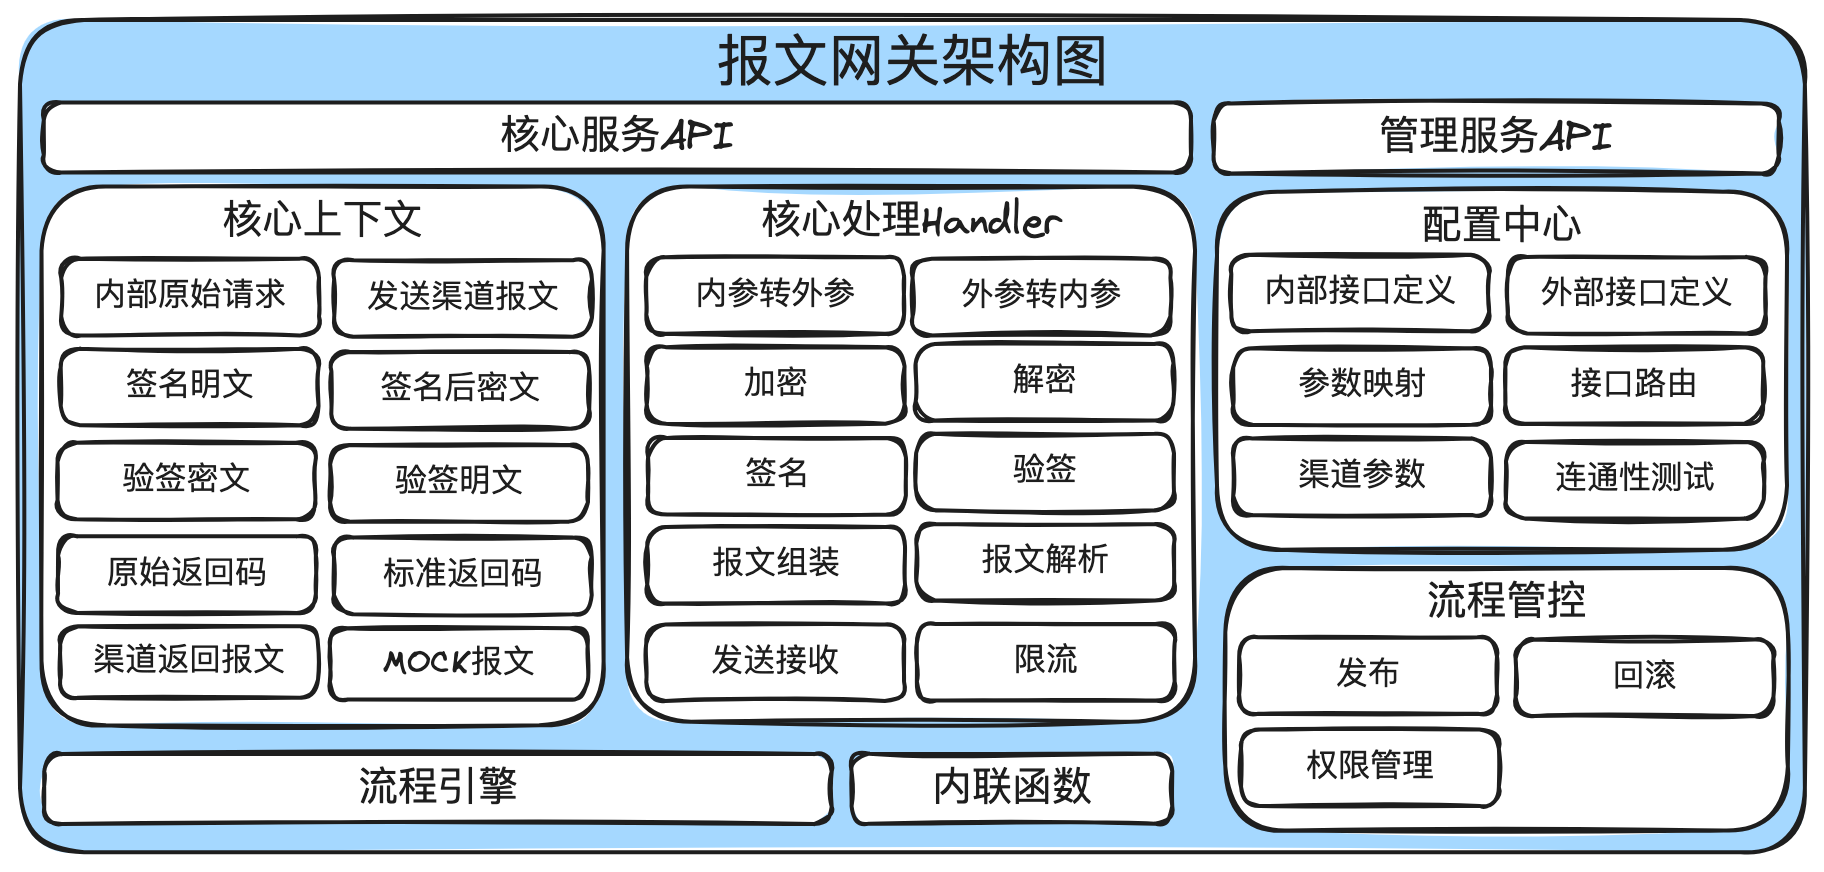 报文网关架构图
核心服务API
管理服务API
核心上下文
内部原始请求
发送渠道报文
签名明文
签名后密文
验签密文
验签明文
原始返回码
标准返回码
渠道返回报文
MOCK报文
核心处理Handler
内参转外参
外参转内参
加密
解密
签名
验签
报文组装
报文解析
发送接收
限流
配置中心
内部接口定义
外部接口定义
参数映射
接口路由
渠道参数
连通性测试
流程管控
发布
回滚
权限管理
流程引擎
内联函数